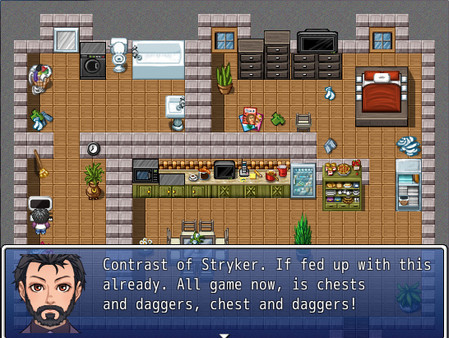 Contrast of Stryker. If fed up with this
already. All game now, is chests
and daggers, chest and daggers!